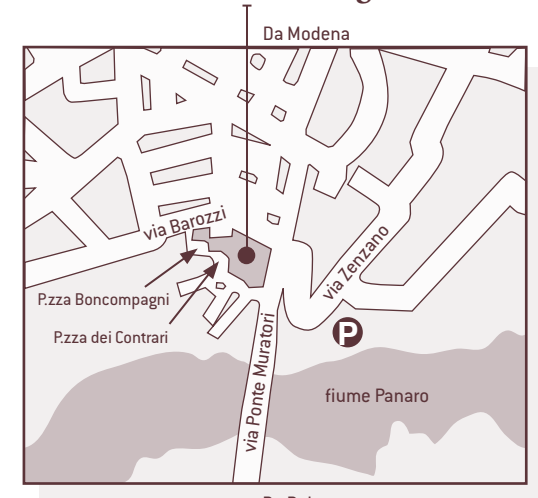 Da Modena
via Barozzi
via Zenzano
P.zza Boncompagni
P.zza dei Contrari
P
via Ponte Muratori
fiume Panaro